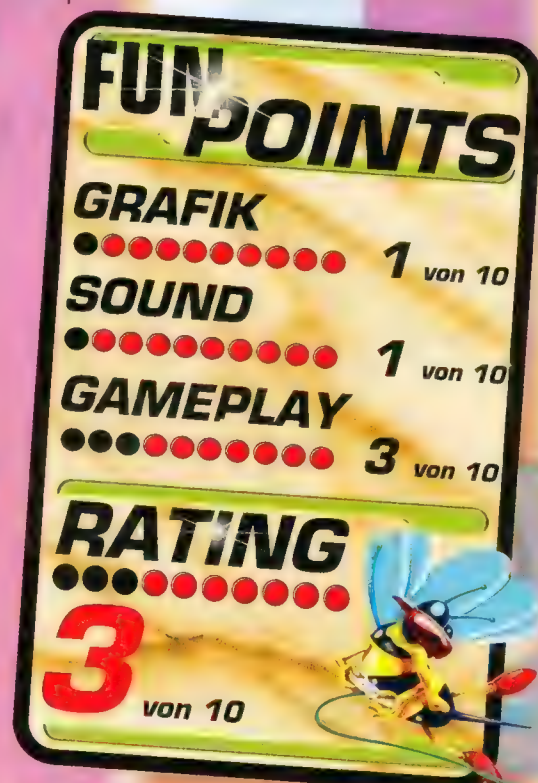 FUN
POINTS
GRAFIK
1 von 10
SOUND
1 von 10
GAMEPLAY
3 von 10
RATING
3 von 10